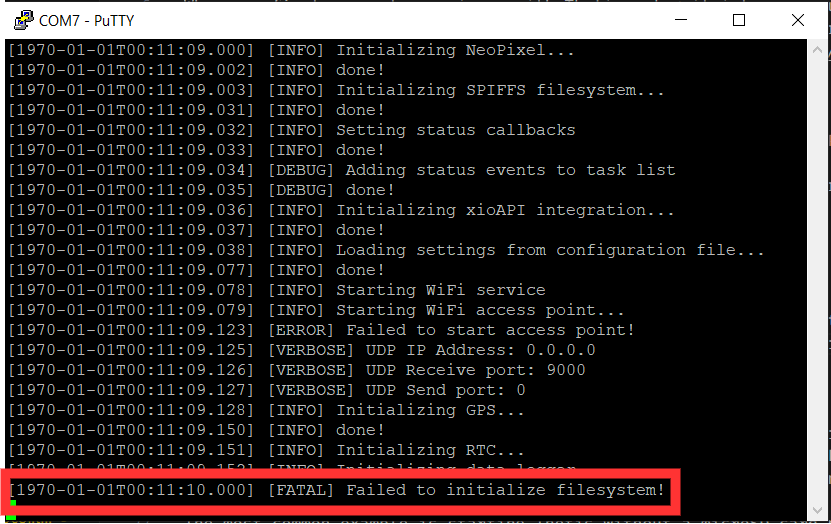 COM7 - PuTTY
[1970-01-01T00:11:09.000] [INFO] Initializing NeoPixel...
[1970-01-01T00:11:09.002] [INFO] done!
[1970-01-01T00:11:09.003] [INFO] Initializing SPIFFS filesystem...
[1970-01-01T00:11:09.031] [INFO] done!
[1970-01-01T00:11:09.032] [INFO] Setting status callbacks
[1970-01-01T00:11:09.033] [INFO] done!
[1970-01-01T00:11:09.034] [DEBUG] Adding status events to task list
[1970-01-01T00:11:09.035] [DEBUG] done!
[1970-01-01T00:11:09.036] [INFO] Initializing xioAPI integration...
[1970-01-01T00:11:09.037] [INFO] done!
[1970-01-01T00:11:09.038] [INFO] Loading settings from configuration file...
[1970-01-01T00:11:09.077] [INFO] done!
[1970-01-01T00:11:09.078] [INFO] Starting WiFi service
[1970-01-01T00:11:09.079] [INFO] Starting WiFi access point...
[1970-01-01T00:11:09.123] [ERROR] Failed to start access point!
[1970-01-01T00:11:09.125] [VERBOSE] UDP IP Address: 0.0.0.0
[1970-01-01T00:11:09.126] [VERBOSE] UDP Receive port: 9000
[1970-01-01T00:11:09.127] [VERBOSE] UDP Send port: 0
[1970-01-01T00:11:09.128] [INFO] Initializing GPS...
[1970-01-01T00:11:09.150] [INFO] done!
[1970-01-01T00:11:09.151] [INFO] Initializing RTC...
[1970-01-01T00:11:09.152] [INFO] Initializing data logger
[1970-01-01T00:11:10.000] [FATAL] Failed to initialize filesystem!